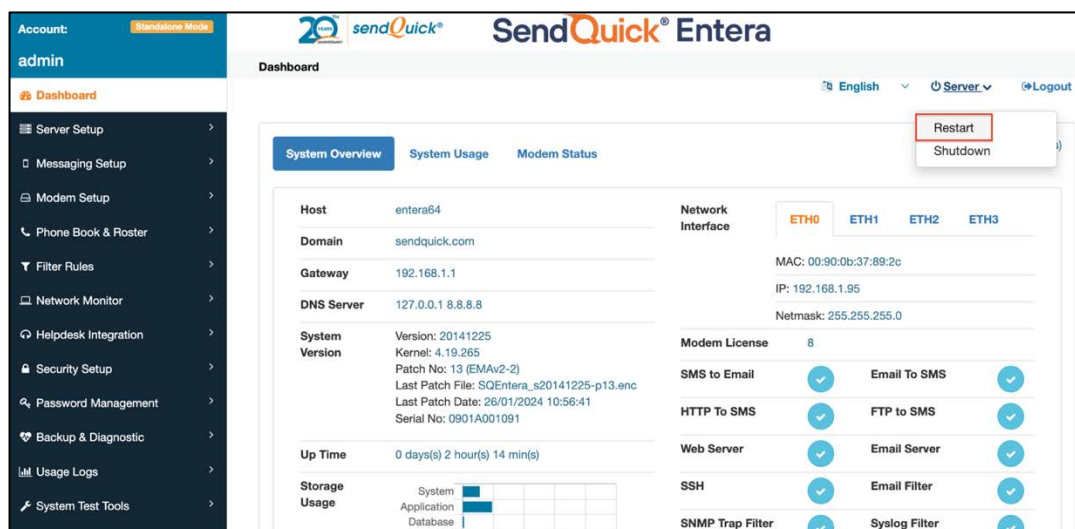 Account:
Standalone Mode
admin
Dashboard
Server Setup
Messaging Setup
Modem Setup
Phone Book & Roster
Filter Rules
Network Monitor
Helpdesk Integration
Security Setup
Password Management
Backup & Diagnostic
Usage Logs
System Test Tools
20 YEARS ANNIVERSARY
sendQuick®
SendQuick® Entera
Dashboard
English
Server
Logout
Restart
Shutdown
s)
System Overview
System Usage
Modem Status
Host entera64
Domain sendquick.com
Gateway 192.168.1.1
DNS Server 127.0.0.1 8.8.8.8
System Version
Version: 20141225
Kernel: 4.19.265
Patch No: 13 (EMAv2-2)
Last Patch File: SQEntera_s20141225-p13.enc
Last Patch Date: 26/01/2024 10:56:41
Serial No: 0901A001091
Up Time 0 days(s) 2 hour(s) 14 min(s)
Storage Usage
System
Application
Database
Network Interface
ETH0 ETH1 ETH2 ETH3
MAC: 00:90:0b:37:89:2c
IP: 192.168.1.95
Netmask: 255.255.255.0
Modem License 8
SMS to Email Email To SMS
HTTP To SMS FTP to SMS
Web Server Email Server
SSH Email Filter
SNMP Trap Filter Syslog Filter